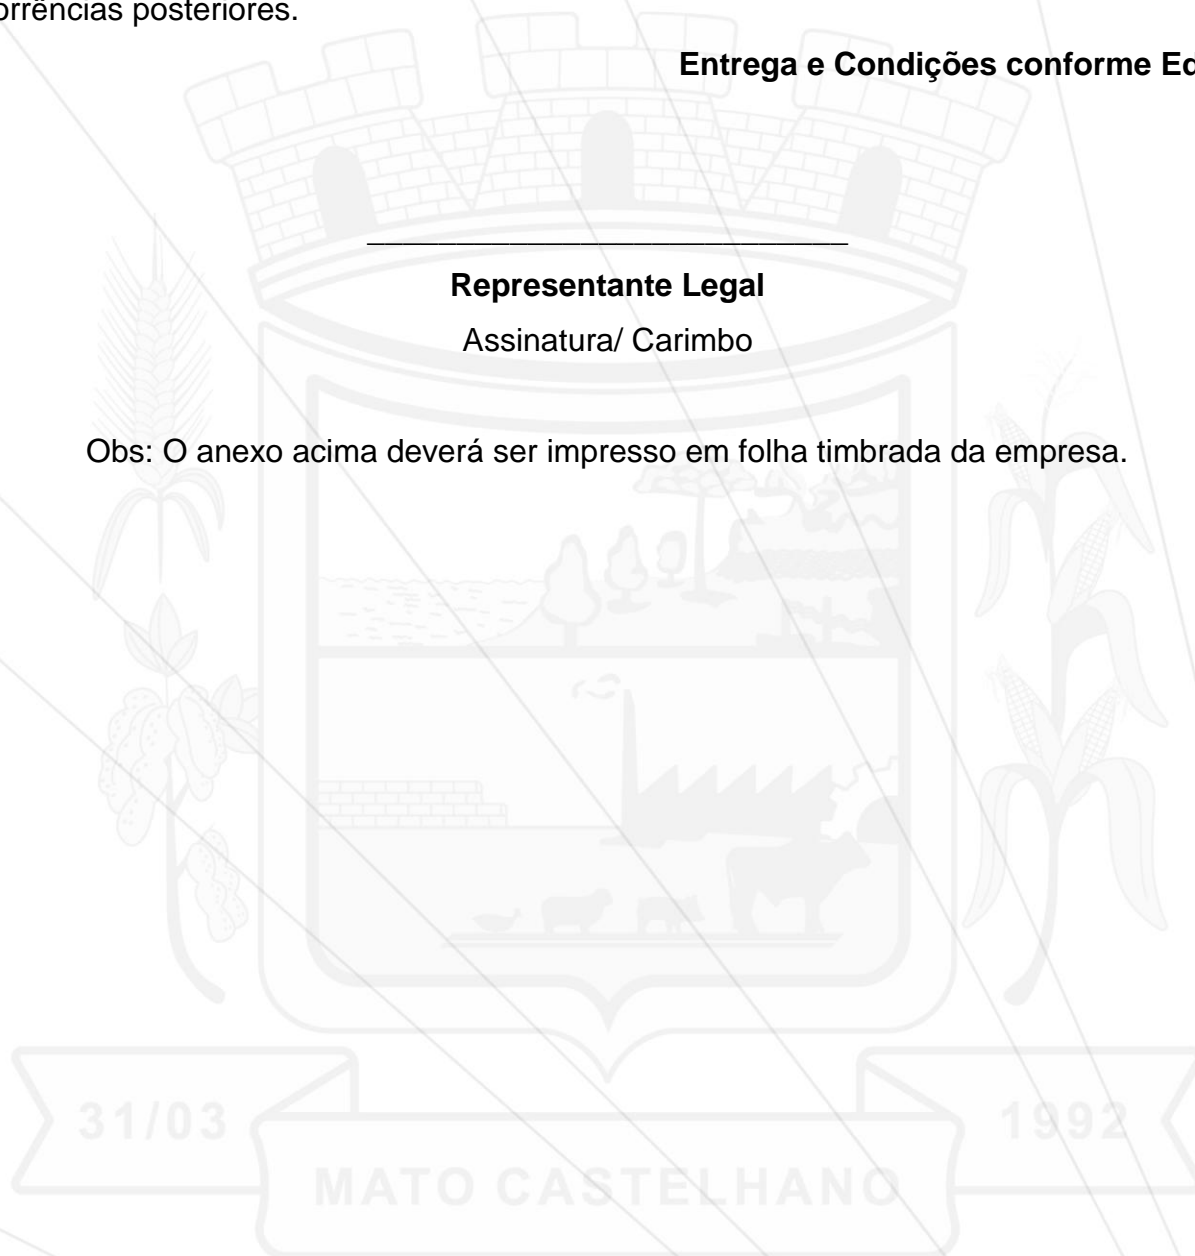 orrências posteriores.
Entrega e Condições conforme Ed
Representante Legal
Assinatura/ Carimbo
Obs: O anexo acima deverá ser impresso em folha timbrada da empresa.
31/03
1992
MATO CASTELHANO